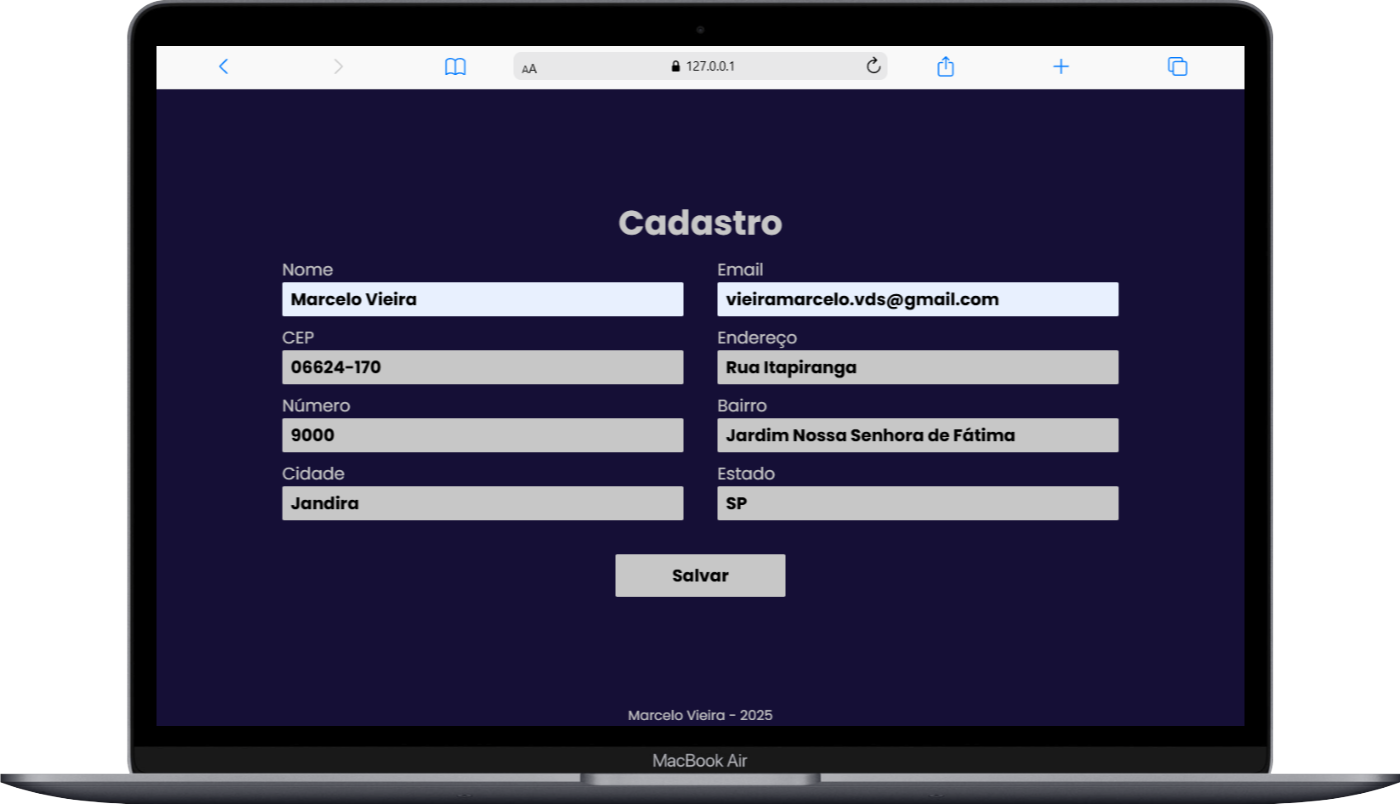 AA 127.0.0.1
Cadastro
Nome
Marcelo Vieira
Email
vieiramarcelo.vds@gmail.com
CEP
06624-170
Endereço
Rua Itapiranga
Número
9000
Bairro
Jardim Nossa Senhora de Fátima
Cidade
Jandira
Estado
SP
Salvar
Marcelo Vieira - 2025
MacBook Air